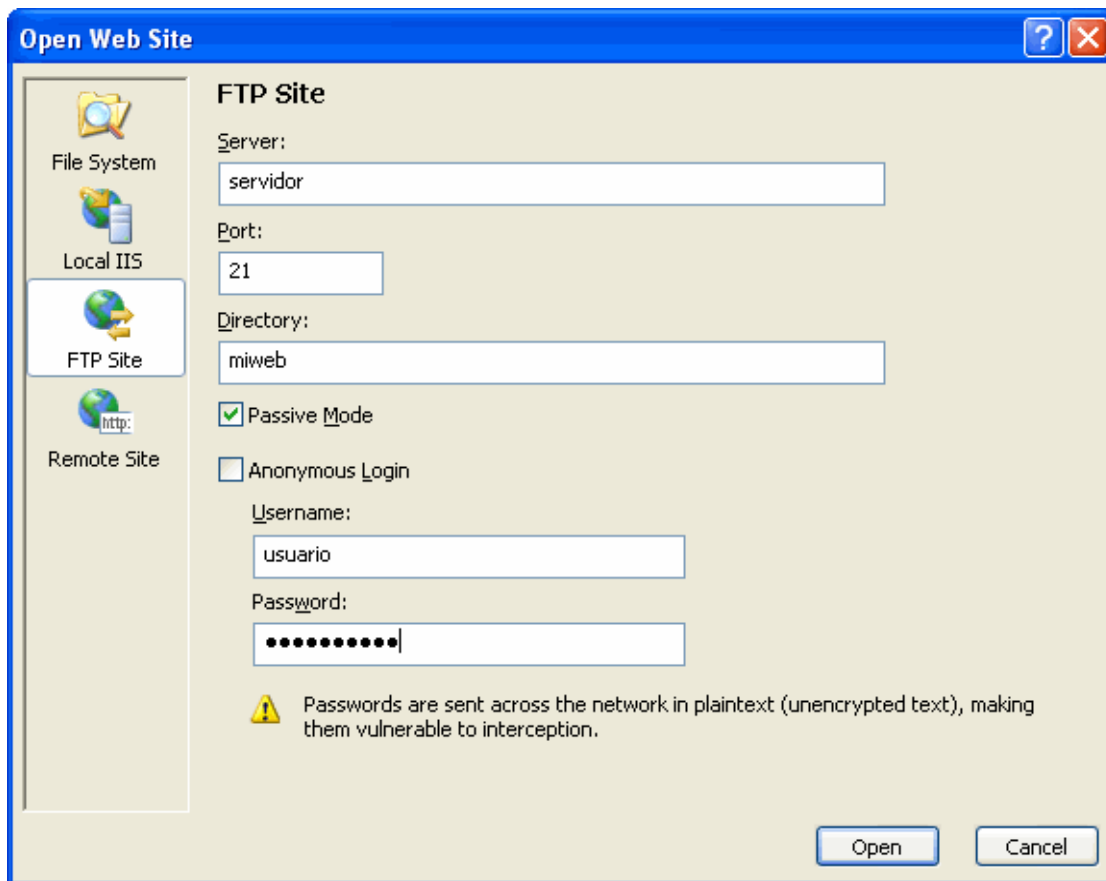 Open Web Site
File System
Local IIS
FTP Site
http:
Remote Site
FTP Site
Server:
servidor
Port:
21
Directory:
miweb
Passive Mode
Anonymous Login
Username:
usuario
Password:
●●●●●●●●●●
Passwords are sent across the network in plaintext (unencrypted text), making
them vulnerable to interception.
Open
Cancel